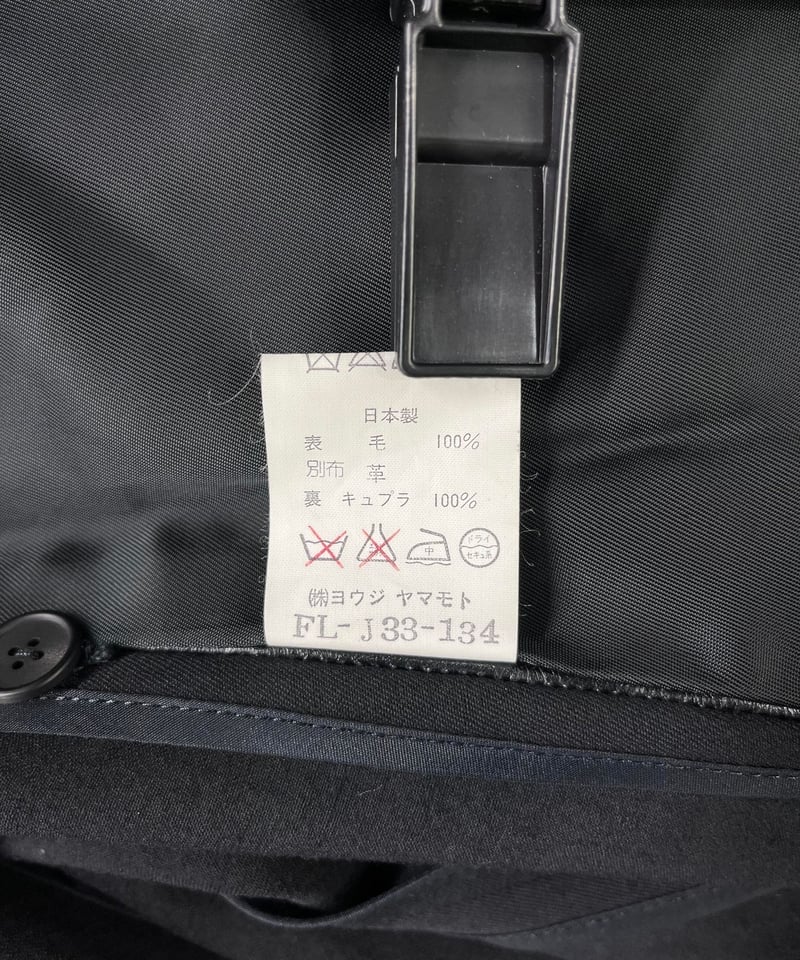 日本製
表 毛 100%
別布 革
裏 キュプラ 100%
中 ドライ セキュ系
㈱ヨウジ ヤマモト
FL-J33-134